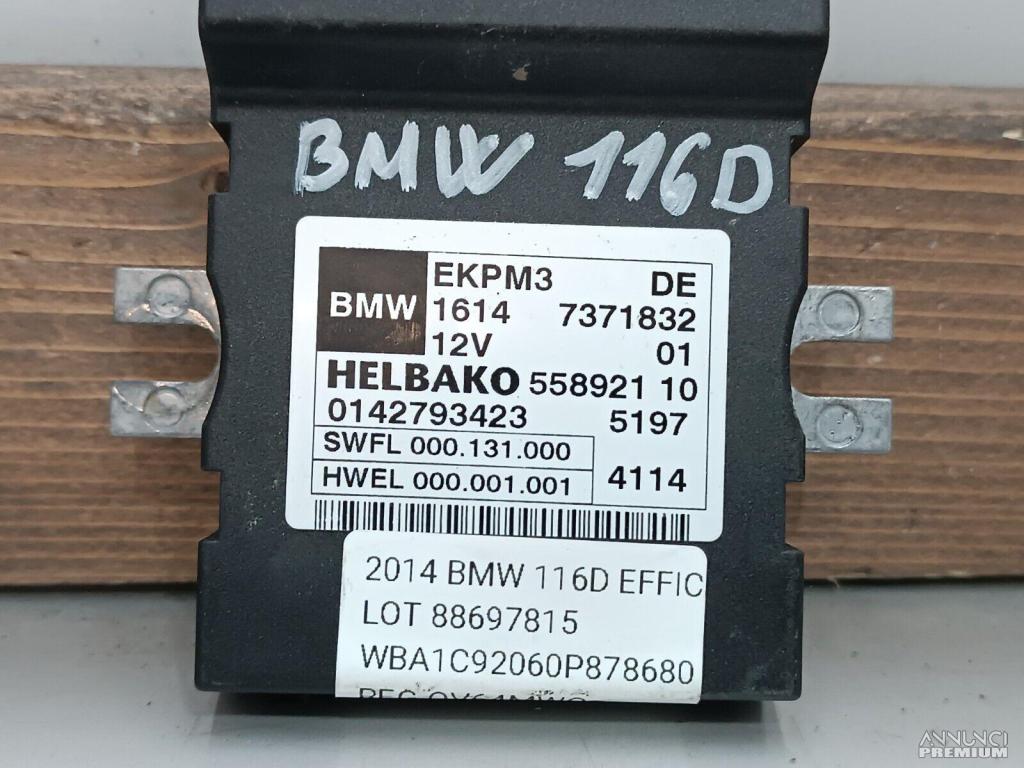 BMW 116D
EKPM3 DE
BMW 1614 7371832
12V 01
HELBAKO 558921 10
0142793423 5197
SWFL 000.131.000
HWEL 000.001.001 4114
2014 BMW 116D EFFIC
LOT 88697815
WBA1C92060P878680
ANNUNCI
PREMIUM